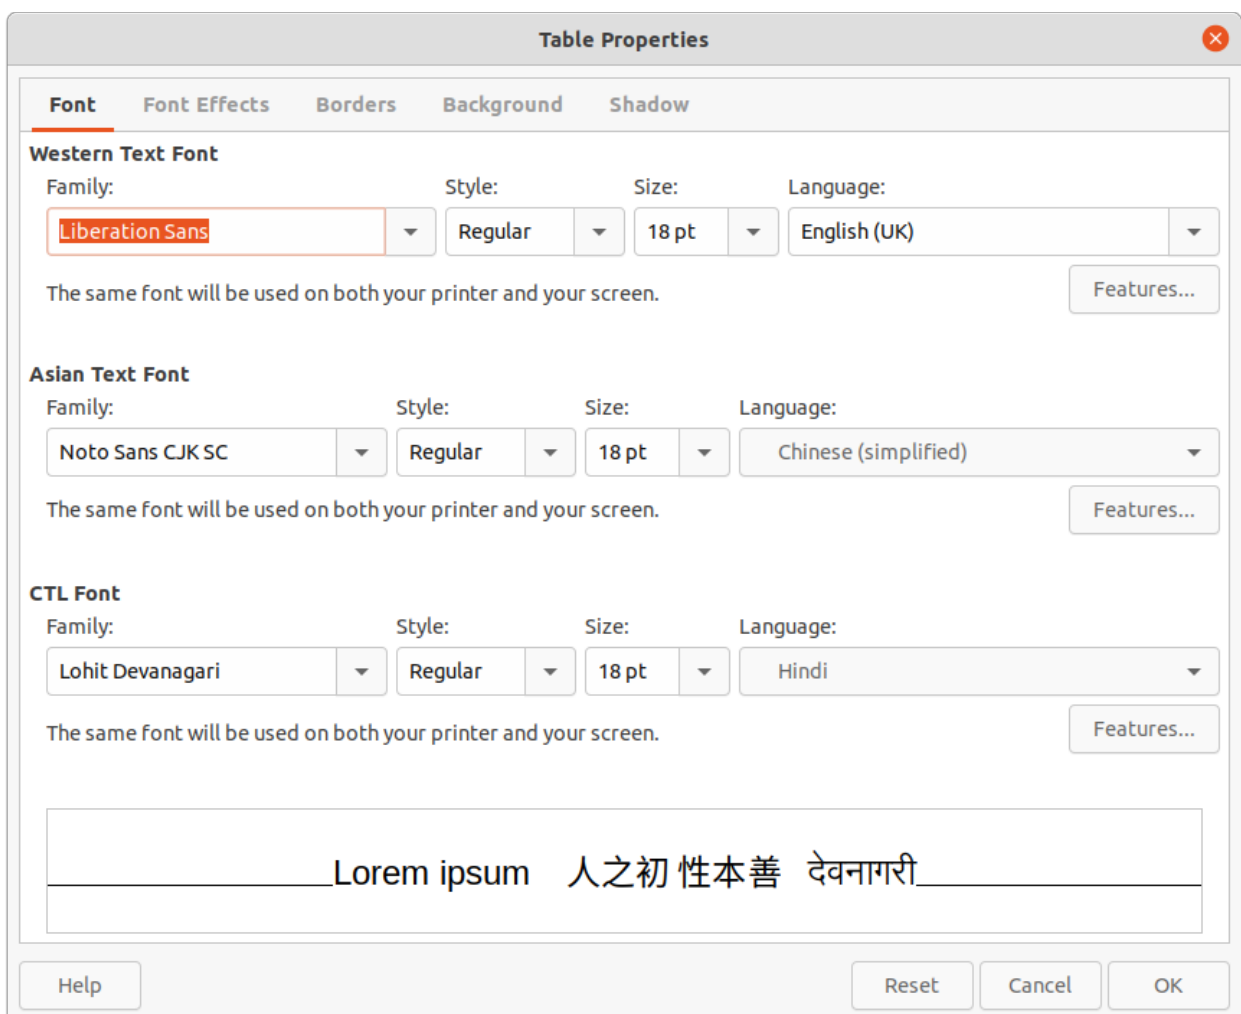 Table Properties
Font Font Effects Borders Background Shadow
Western Text Font
Family: Style: Size: Language:
Liberation Sans Regular 18 pt English (UK)
The same font will be used on both your printer and your screen. Features...
Asian Text Font
Family: Style: Size: Language:
Noto Sans CJK SC Regular 18 pt Chinese (simplified)
The same font will be used on both your printer and your screen. Features...
CTL Font
Family: Style: Size: Language:
Lohit Devanagari Regular 18 pt Hindi
The same font will be used on both your printer and your screen. Features...
Lorem ipsum 人之初 性本善 देवनागरी
Help Reset Cancel OK